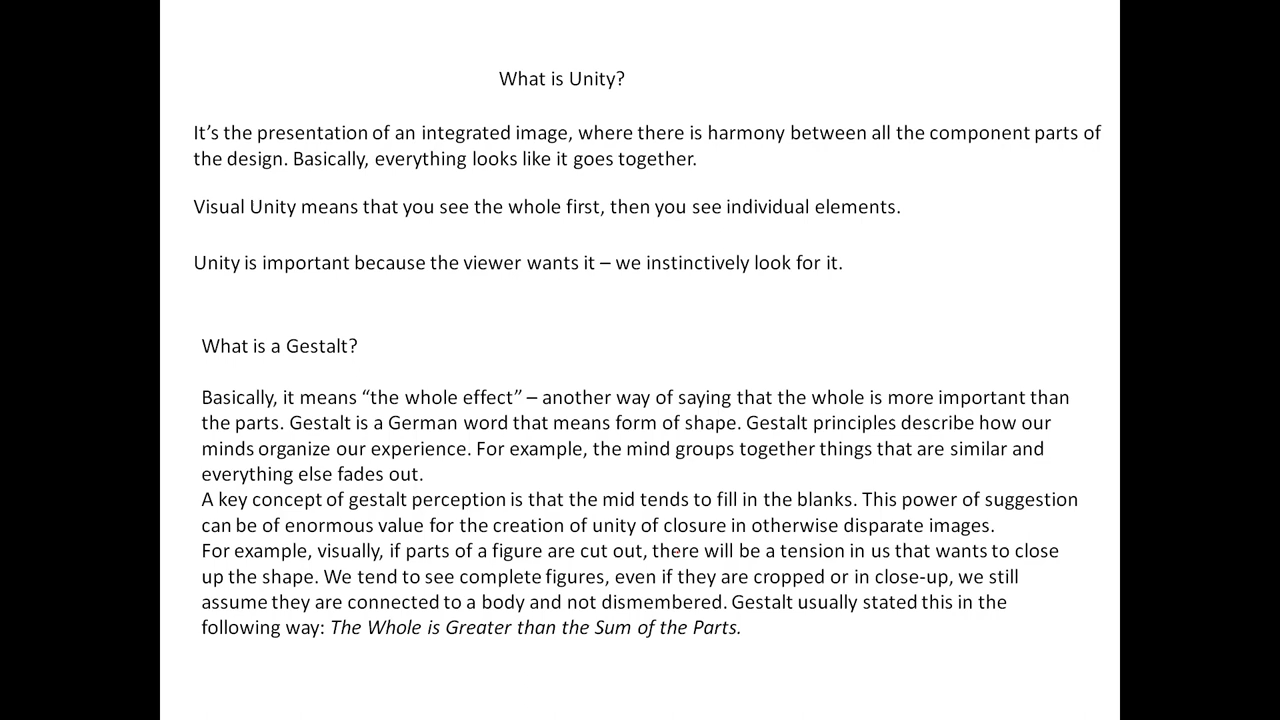 What is Unity?
It’s the presentation of an integrated image, where there is harmony between all the component parts of
the design. Basically, everything looks like it goes together.
Visual Unity means that you see the whole first, then you see individual elements.
Unity is important because the viewer wants it – we instinctively look for it.
What is a Gestalt?
Basically, it means “the whole effect” – another way of saying that the whole is more important than
the parts. Gestalt is a German word that means form of shape. Gestalt principles describe how our
minds organize our experience. For example, the mind groups together things that are similar and
everything else fades out.
A key concept of gestalt perception is that the mid tends to fill in the blanks. This power of suggestion
can be of enormous value for the creation of unity of closure in otherwise disparate images.
For example, visually, if parts of a figure are cut out, there will be a tension in us that wants to close
up the shape. We tend to see complete figures, even if they are cropped or in close-up, we still
assume they are connected to a body and not dismembered. Gestalt usually stated this in the
following way: The Whole is Greater than the Sum of the Parts.